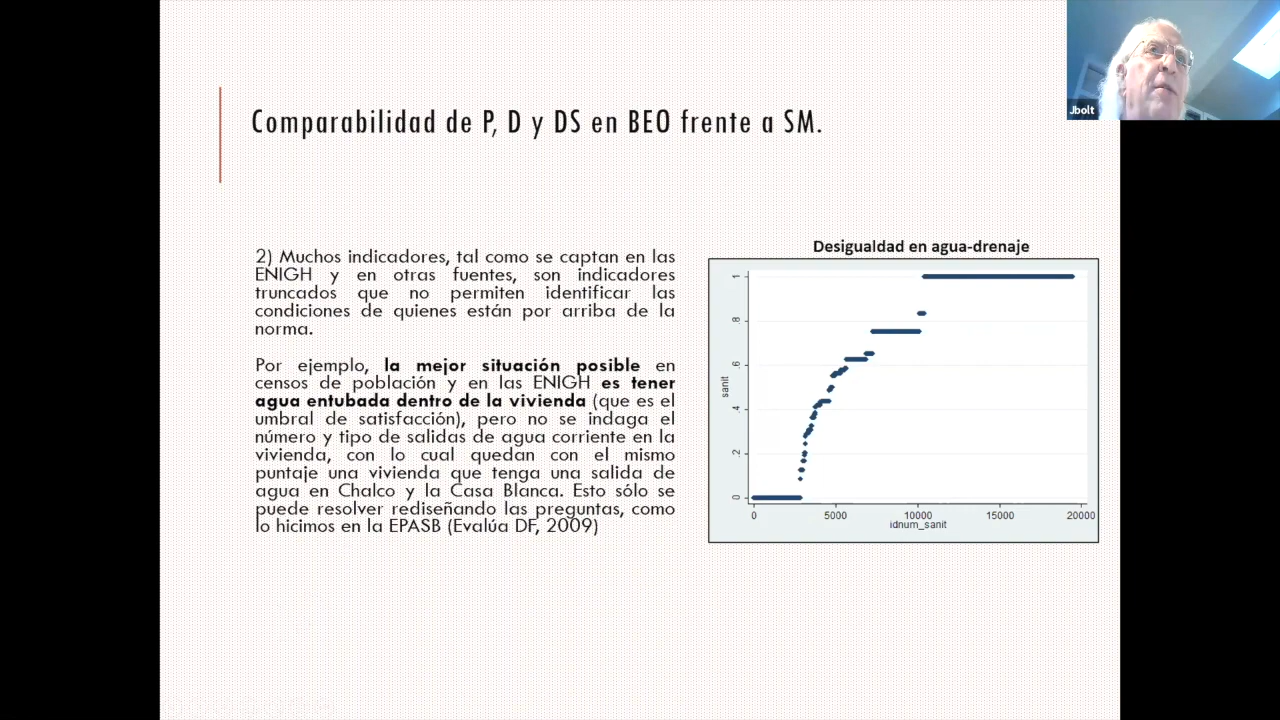 Jbolt
Comparabilidad de P, D y DS en BEO frente a SM.
2) Muchos indicadores, tal como se captan en las
ENIGH y en otras fuentes, son indicadores
truncados que no permiten identificar las
condiciones de quienes están por arriba de la
norma.
Por ejemplo, la mejor situación posible en
censos de población y en las ENIGH es tener
agua entubada dentro de la vivienda (que es el
umbral de satisfacción), pero no se indaga el
número y tipo de salidas de agua corriente en la
vivienda, con lo cual quedan con el mismo
puntaje una vivienda que tenga una salida de
agua en Chalco y la Casa Blanca. Esto sólo se
puede resolver rediseñando las preguntas, como
lo hicimos en la EPASB (Evalúa DF, 2009)
Desigualdad en agua-drenaje
1
.8
.6
.4
.2
0
sanit
0 5000 10000 15000 20000
idnum_sanit